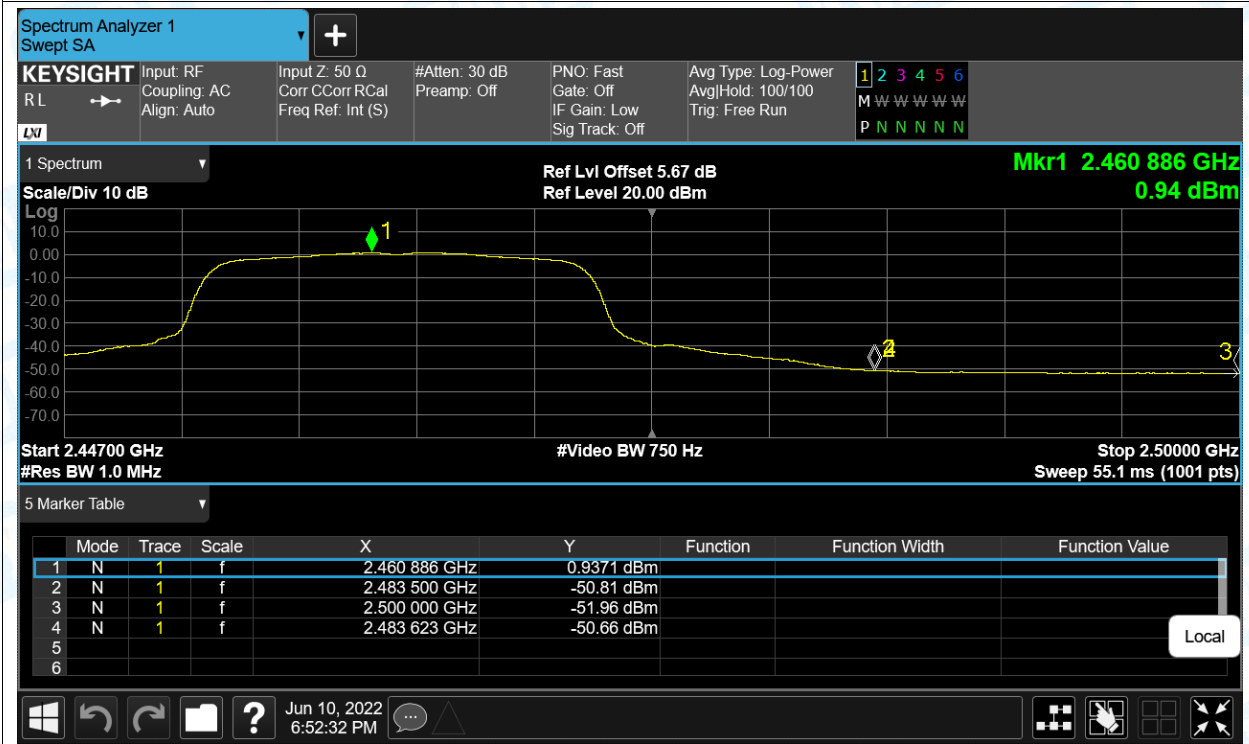 Spectrum Analyzer 1
Swept SA
+
KEYSIGHT
R L
LXI
Input: RF
Coupling: AC
Align: Auto
Input Z: 50 Ω
Corr CCorr RCal
Freq Ref: Int (S)
#Atten: 30 dB
Preamp: Off
PNO: Fast
Gate: Off
IF Gain: Low
Sig Track: Off
Avg Type: Log-Power
Avg|Hold: 100/100
Trig: Free Run
1 2 3 4 5 6
M W W W W W
P N N N N N
1 Spectrum
Scale/Div 10 dB
Ref Lvl Offset 5.67 dB
Ref Level 20.00 dBm
Mkr1 2.460 886 GHz
0.94 dBm
Log
10.0
0.00
-10.0
-20.0
-30.0
-40.0
-50.0
-60.0
-70.0
1
3
Start 2.44700 GHz
#Video BW 750 Hz
Stop 2.50000 GHz
#Res BW 1.0 MHz
Sweep 55.1 ms (1001 pts)
5 Marker Table
Mode Trace Scale X Y Function Function Width Function Value
1 N 1 f 2.460 886 GHz 0.9371 dBm
2 N 1 f 2.483 500 GHz -50.81 dBm
3 N 1 f 2.500 000 GHz -51.96 dBm
4 N 1 f 2.483 623 GHz -50.66 dBm
5
6
Local
?
Jun 10, 2022
6:52:32 PM